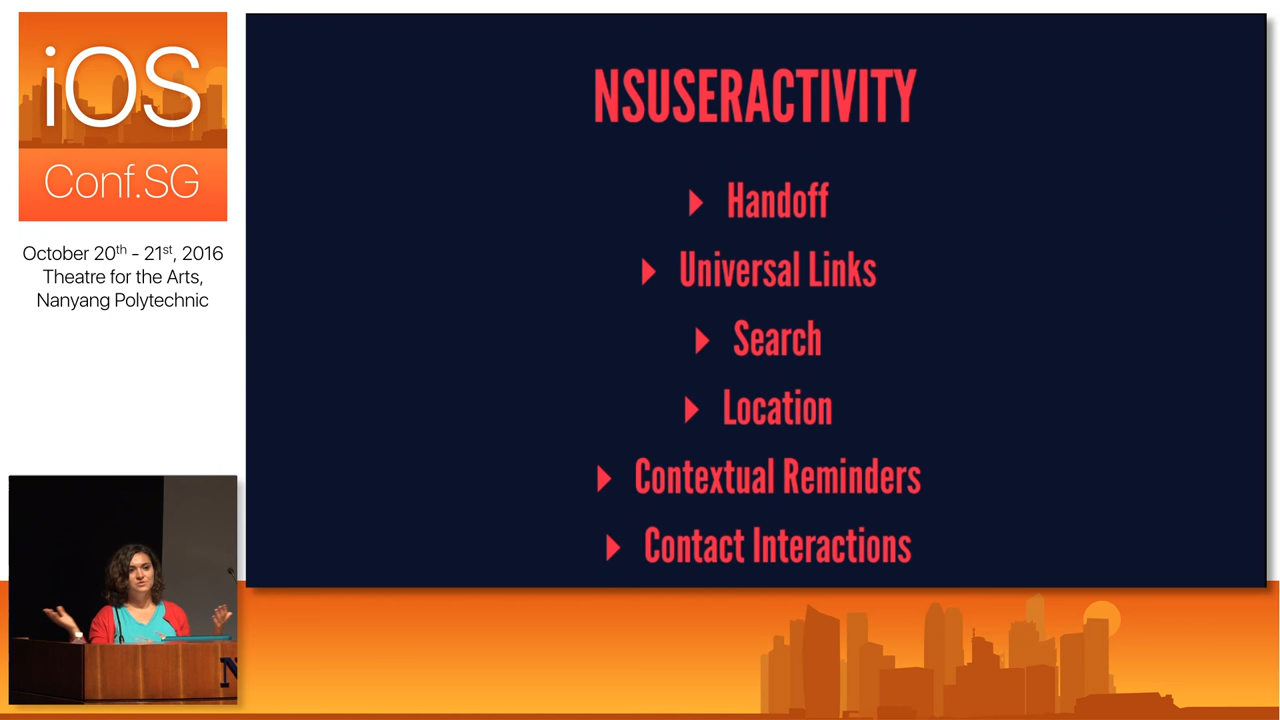 iOS
Conf.SG
October 20th - 21st, 2016
Theatre for the Arts,
Nanyang Polytechnic
NSUSERACTIVITY
Handoff
Universal Links
Search
Location
Contextual Reminders
Contact Interactions
N